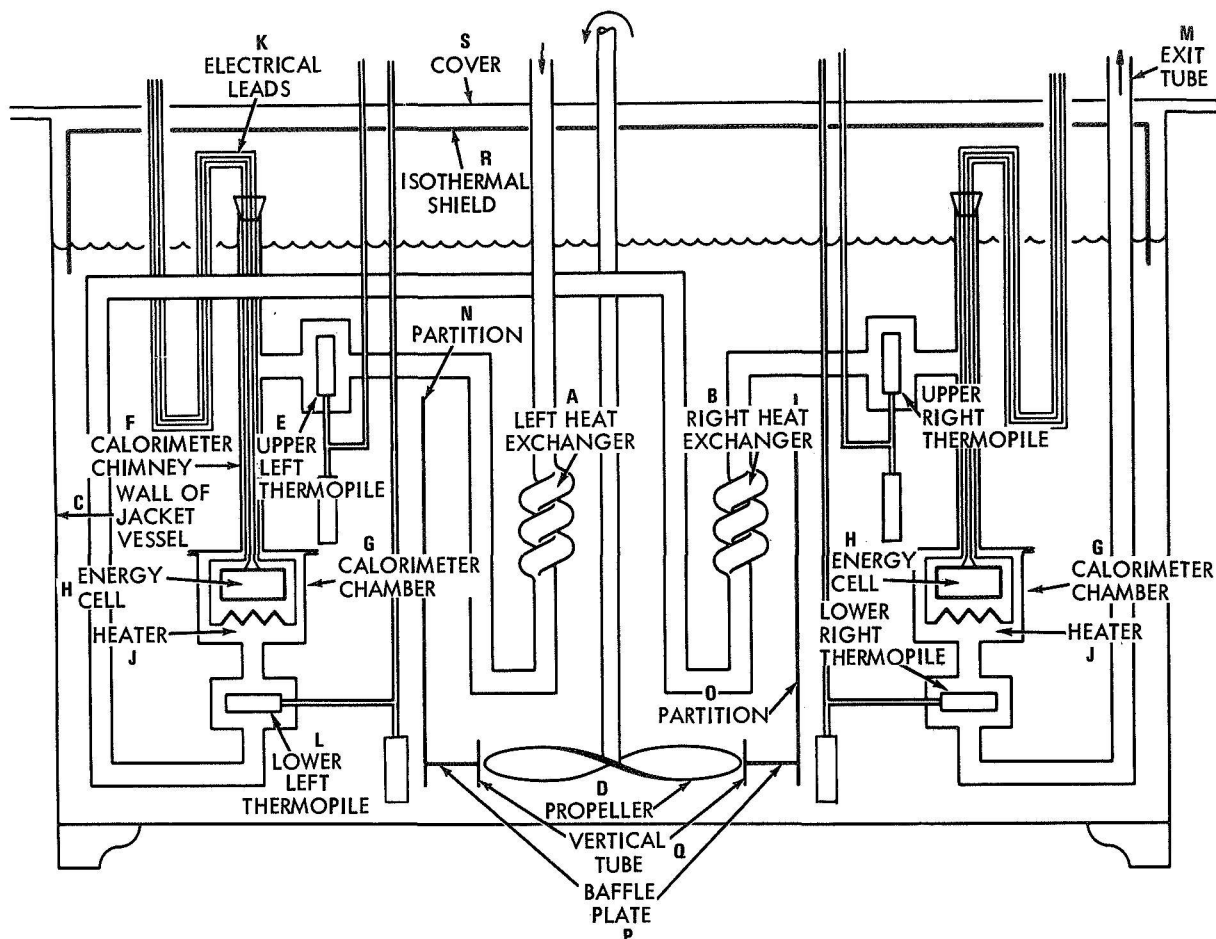 K
ELECTRICAL
LEADS
S
COVER
M
EXIT
TUBE
R
ISOTHERMAL
SHIELD
N
PARTITION
F
CALORIMETER
CHIMNEY
E
UPPER
LEFT
THERMOPILE
A
LEFT HEAT
EXCHANGER
B
RIGHT HEAT
EXCHANGER
UPPER
RIGHT
THERMOPILE
C
WALL OF
JACKET
VESSEL
G
CALORIMETER
CHAMBER
H
ENERGY
CELL
G
CALORIMETER
CHAMBER
H
ENERGY
CELL
HEATER
J
LOWER
RIGHT
THERMOPILE
HEATER
J
O
PARTITION
L
LOWER
LEFT
THERMOPILE
D
PROPELLER
VERTICAL
TUBE Q
BAFFLE
PLATE
P